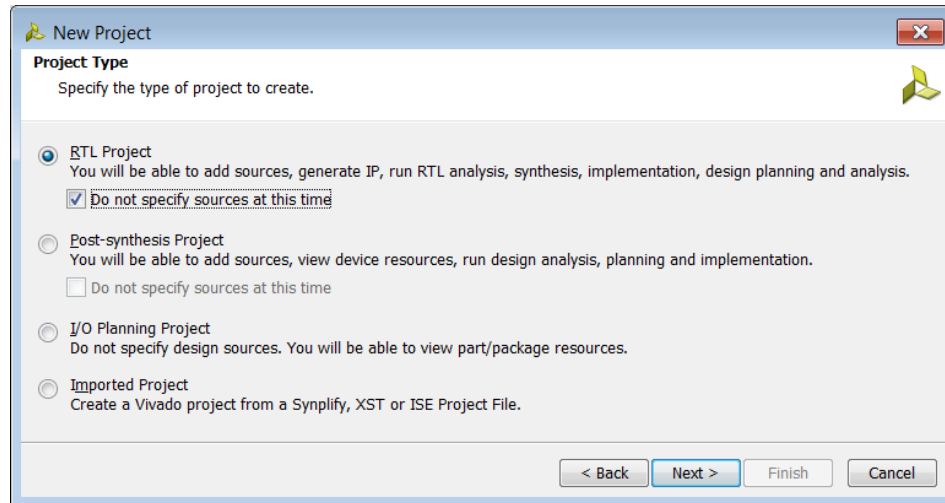 New Project
Project Type
Specify the type of project to create.
RTL Project
You will be able to add sources, generate IP, run RTL analysis, synthesis, implementation, design planning and analysis.
Do not specify sources at this time
Post-synthesis Project
You will be able to add sources, view device resources, run design analysis, planning and implementation.
Do not specify sources at this time
I/O Planning Project
Do not specify design sources. You will be able to view part/package resources.
Imported Project
Create a Vivado project from a Synplify, XST or ISE Project File.
< Back Next > Finish Cancel